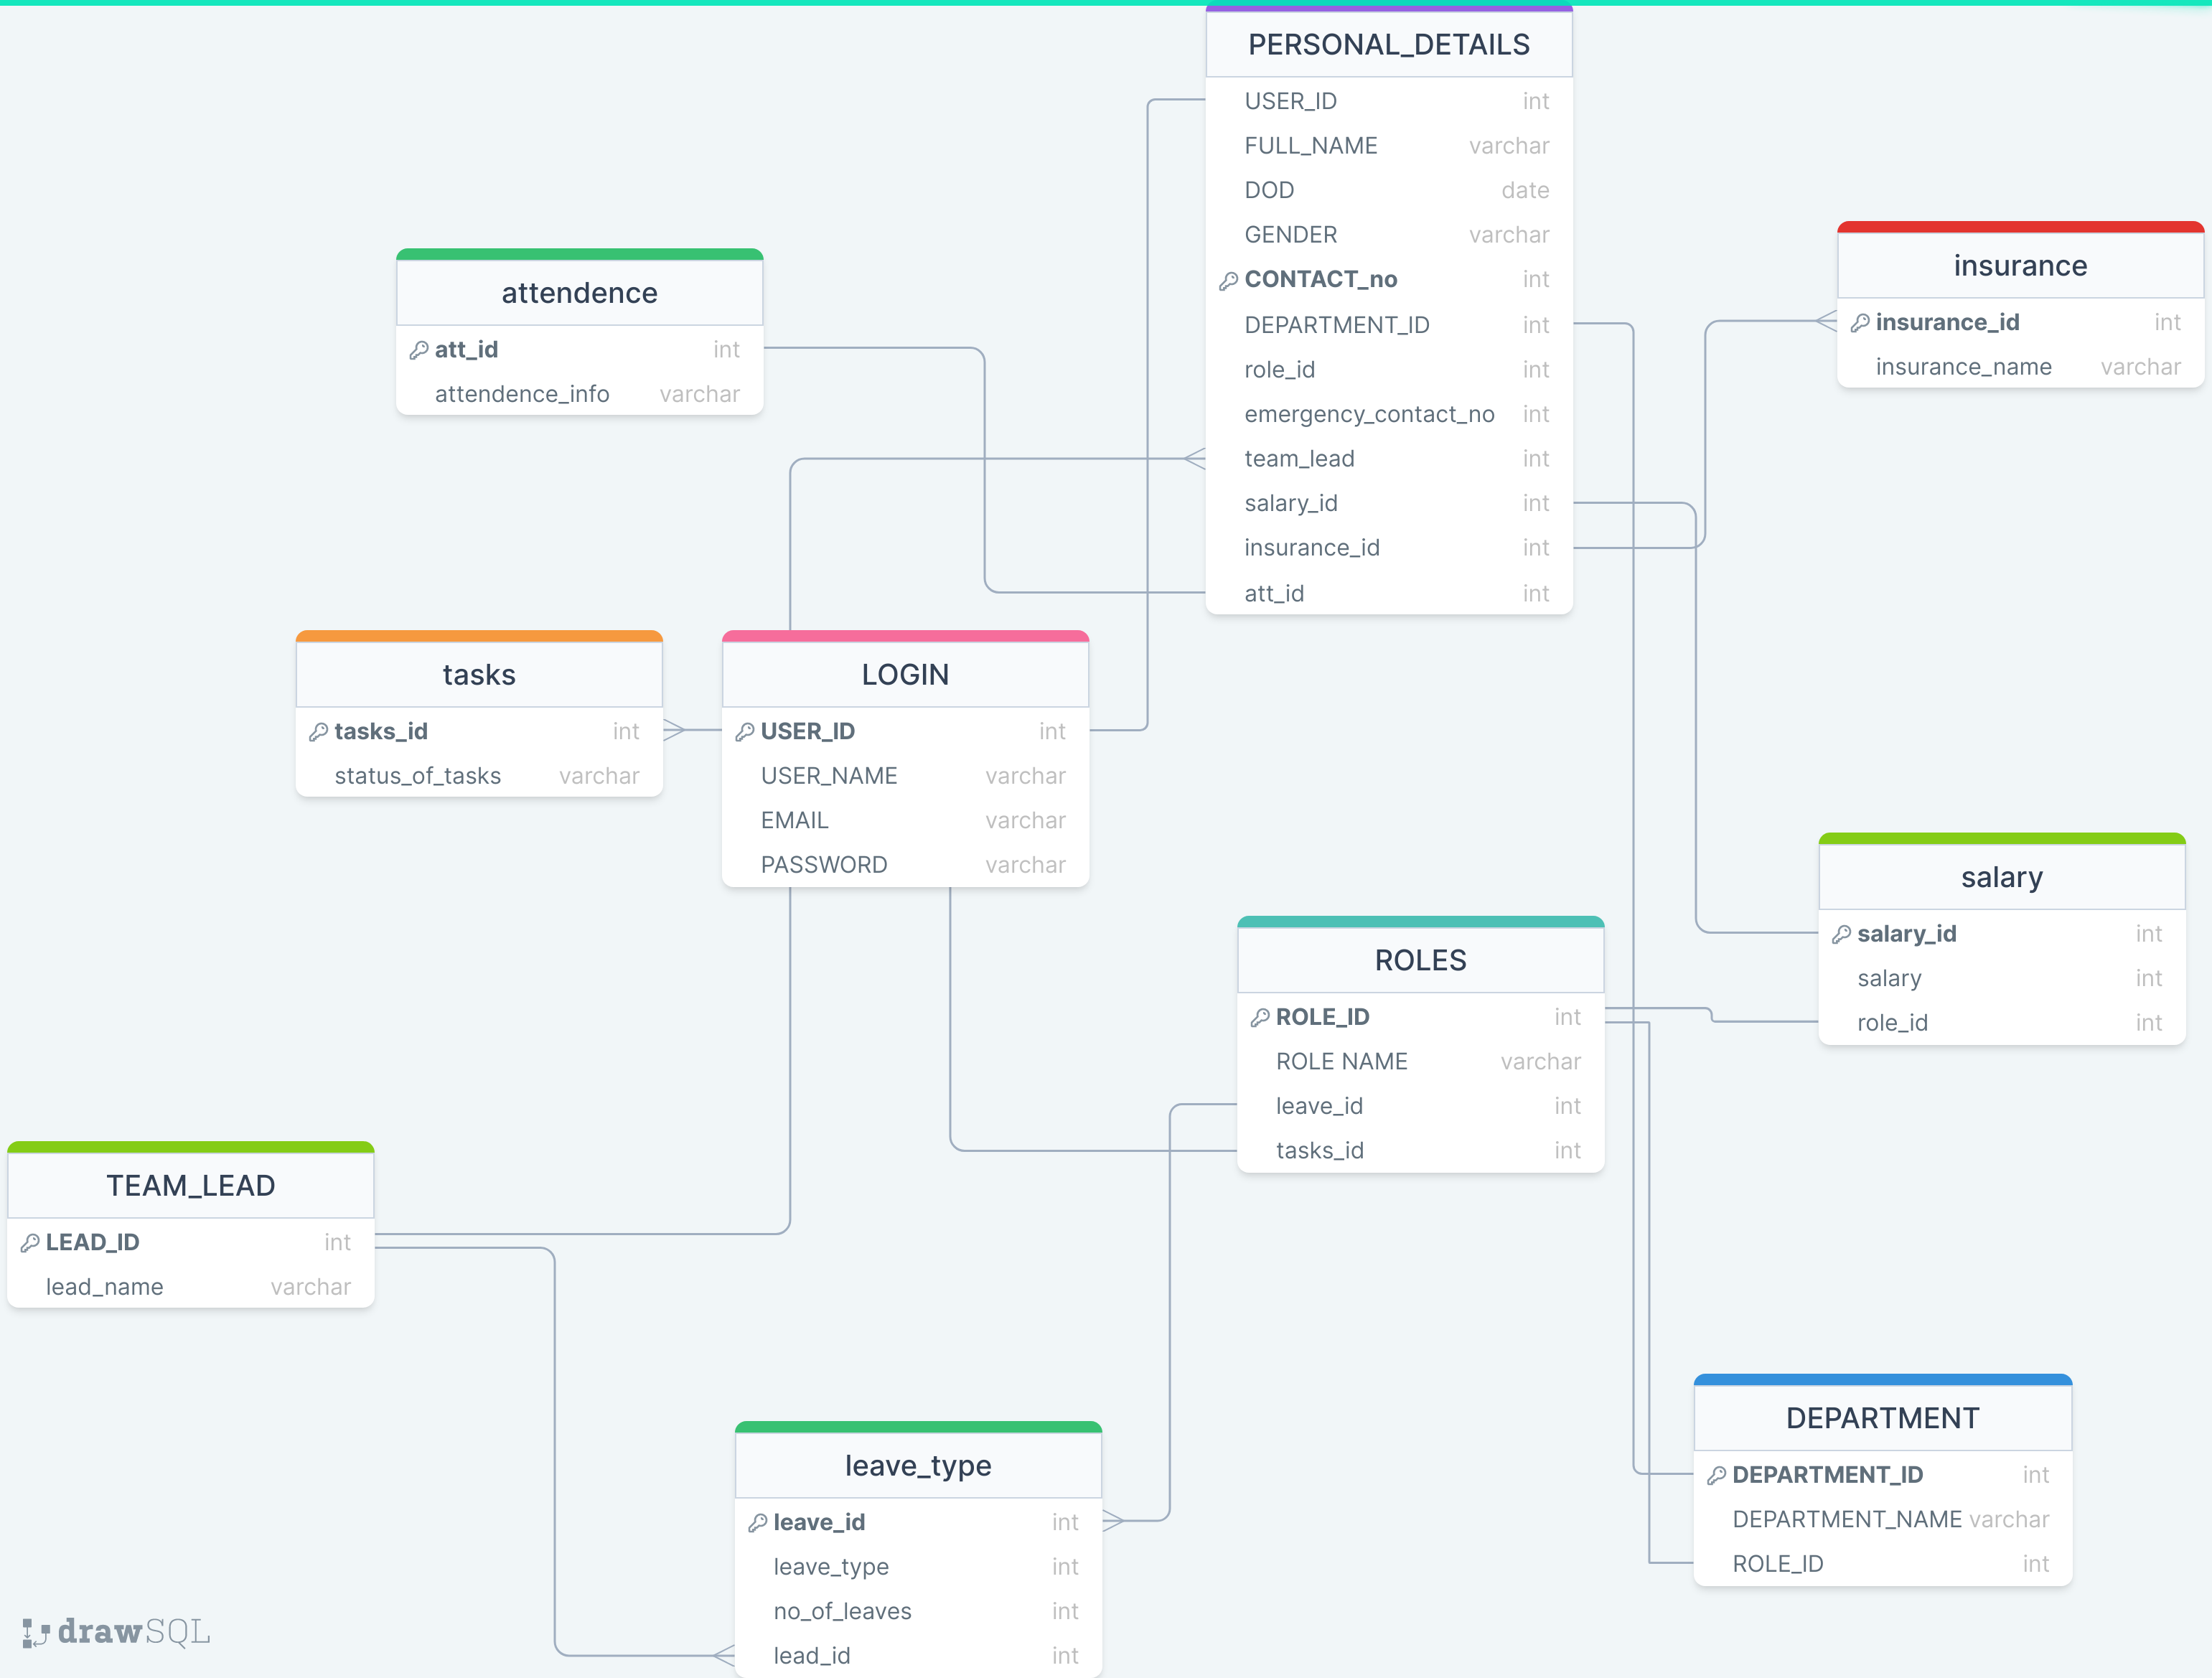 PERSONAL_DETAILS
USER_ID int
FULL_NAME varchar
DOD date
GENDER varchar
CONTACT_no int
DEPARTMENT_ID int
role_id int
emergency_contact_no int
team_lead int
salary_id int
insurance_id int
att_id int
insurance
insurance_id int
insurance_name varchar
attendence
att_id int
attendence_info varchar
tasks
tasks_id int
status_of_tasks varchar
LOGIN
USER_ID int
USER_NAME varchar
EMAIL varchar
PASSWORD varchar
salary
salary_id int
salary int
role_id int
ROLES
ROLE_ID int
ROLE NAME varchar
leave_id int
tasks_id int
TEAM_LEAD
LEAD_ID int
lead_name varchar
DEPARTMENT
DEPARTMENT_ID int
DEPARTMENT_NAME varchar
ROLE_ID int
leave_type
leave_id int
leave_type int
no_of_leaves int
lead_id int
drawSQL